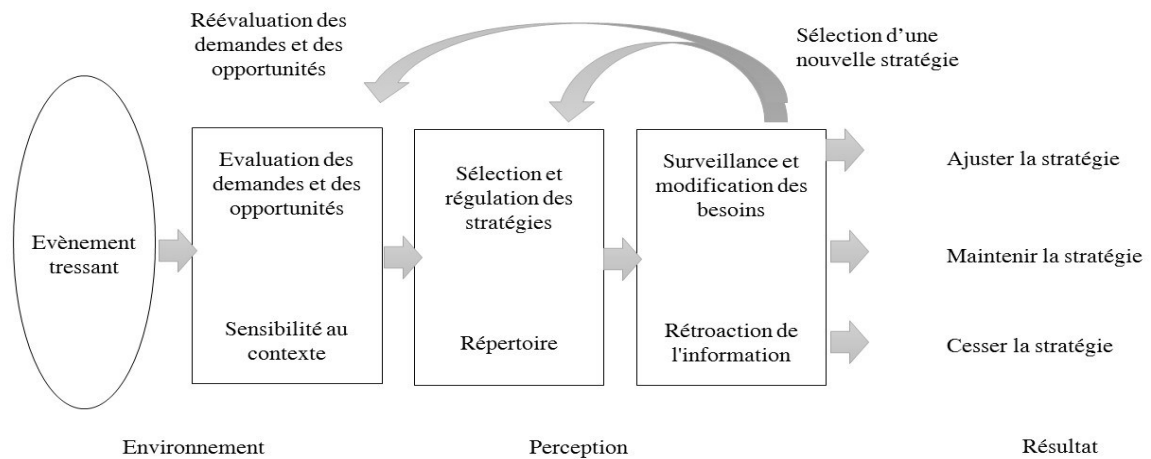 Réévaluation des
demandes et des
opportunités
Sélection d’une
nouvelle stratégie
Evènement
tressant
Evaluation des
demandes et des
opportunités
Sensibilité au
contexte
Sélection et
régulation des
stratégies
Répertoire
Surveillance et
modification des
besoins
Rétroaction de
l'information
Ajuster la stratégie
Maintenir la stratégie
Cesser la stratégie
Environnement
Perception
Résultat